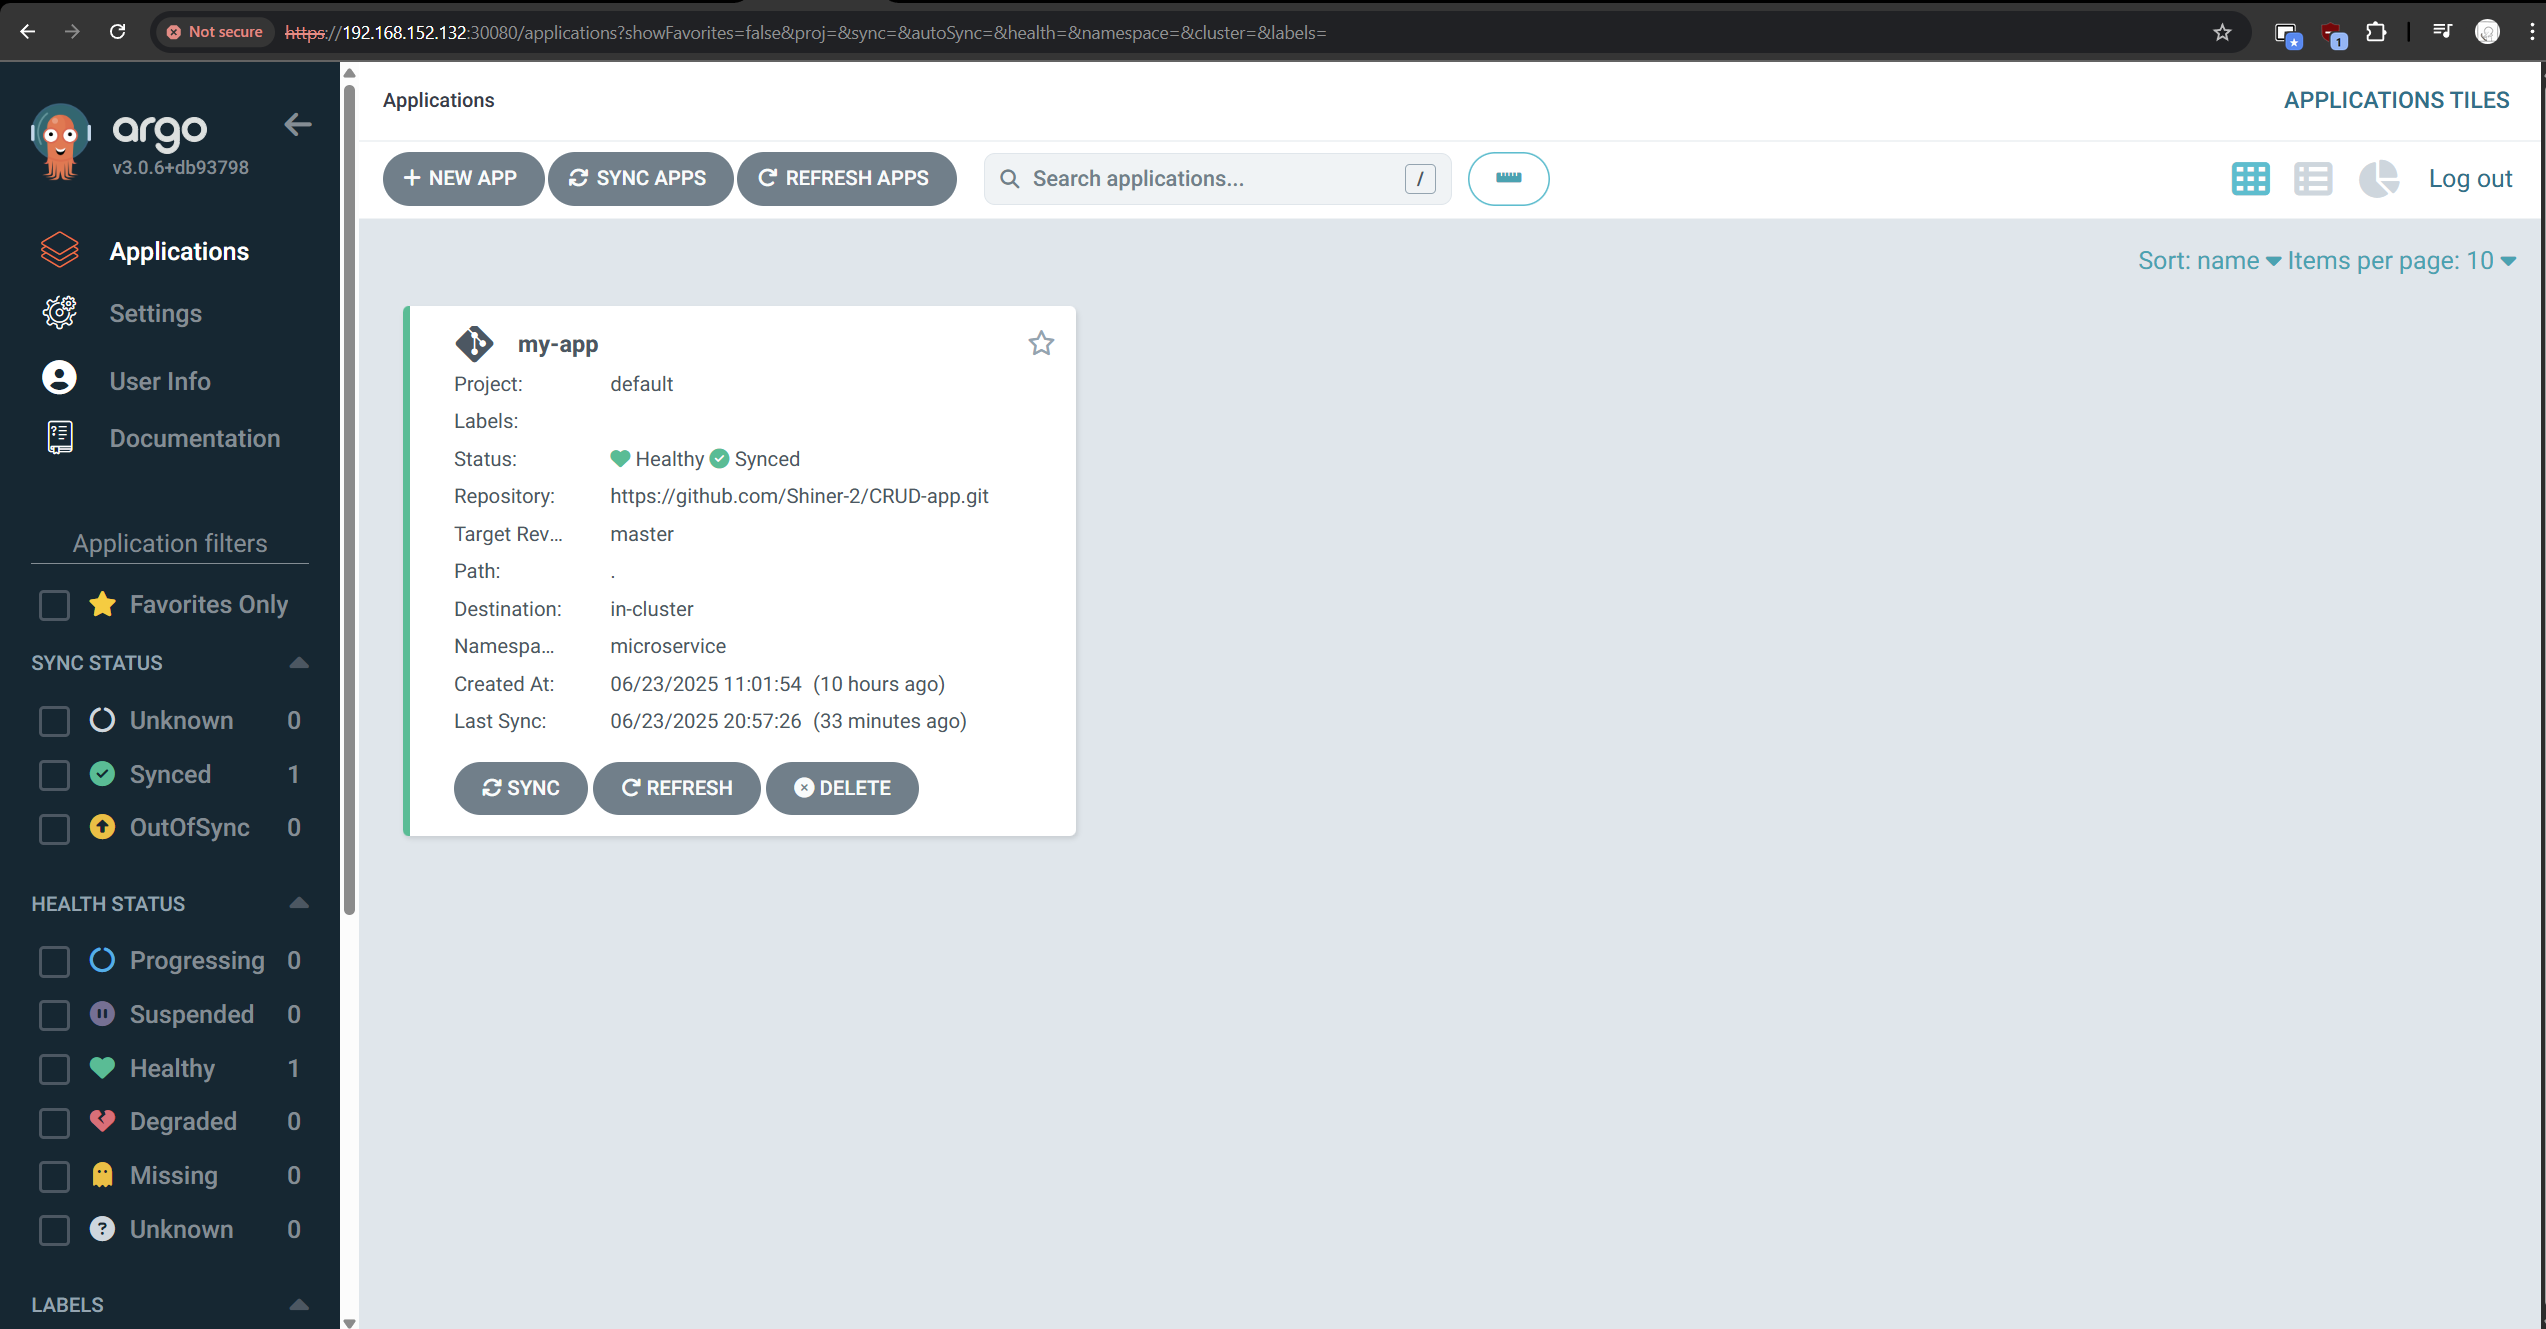 Not secure https://192.168.152.132:30080/applications?showFavorites=false&proj=&sync=&autoSync=&health=&namespace=&cluster=&labels=
1
argo
v3.0.6+db93798
Applications
Settings
User Info
Documentation
Application filters
Favorites Only
SYNC STATUS
Unknown 0
Synced 1
OutOfSync 0
HEALTH STATUS
Progressing 0
Suspended 0
Healthy 1
Degraded 0
Missing 0
Unknown 0
LABELS
Applications
APPLICATIONS TILES
NEW APP SYNC APPS REFRESH APPS Search applications... / Log out
Sort: name Items per page: 10
my-app
Project: default
Labels:
Status: Healthy Synced
Repository: https://github.com/Shiner-2/CRUD-app.git
Target Rev... master
Path: .
Destination: in-cluster
Namespa... microservice
Created At: 06/23/2025 11:01:54 (10 hours ago)
Last Sync: 06/23/2025 20:57:26 (33 minutes ago)
SYNC REFRESH DELETE